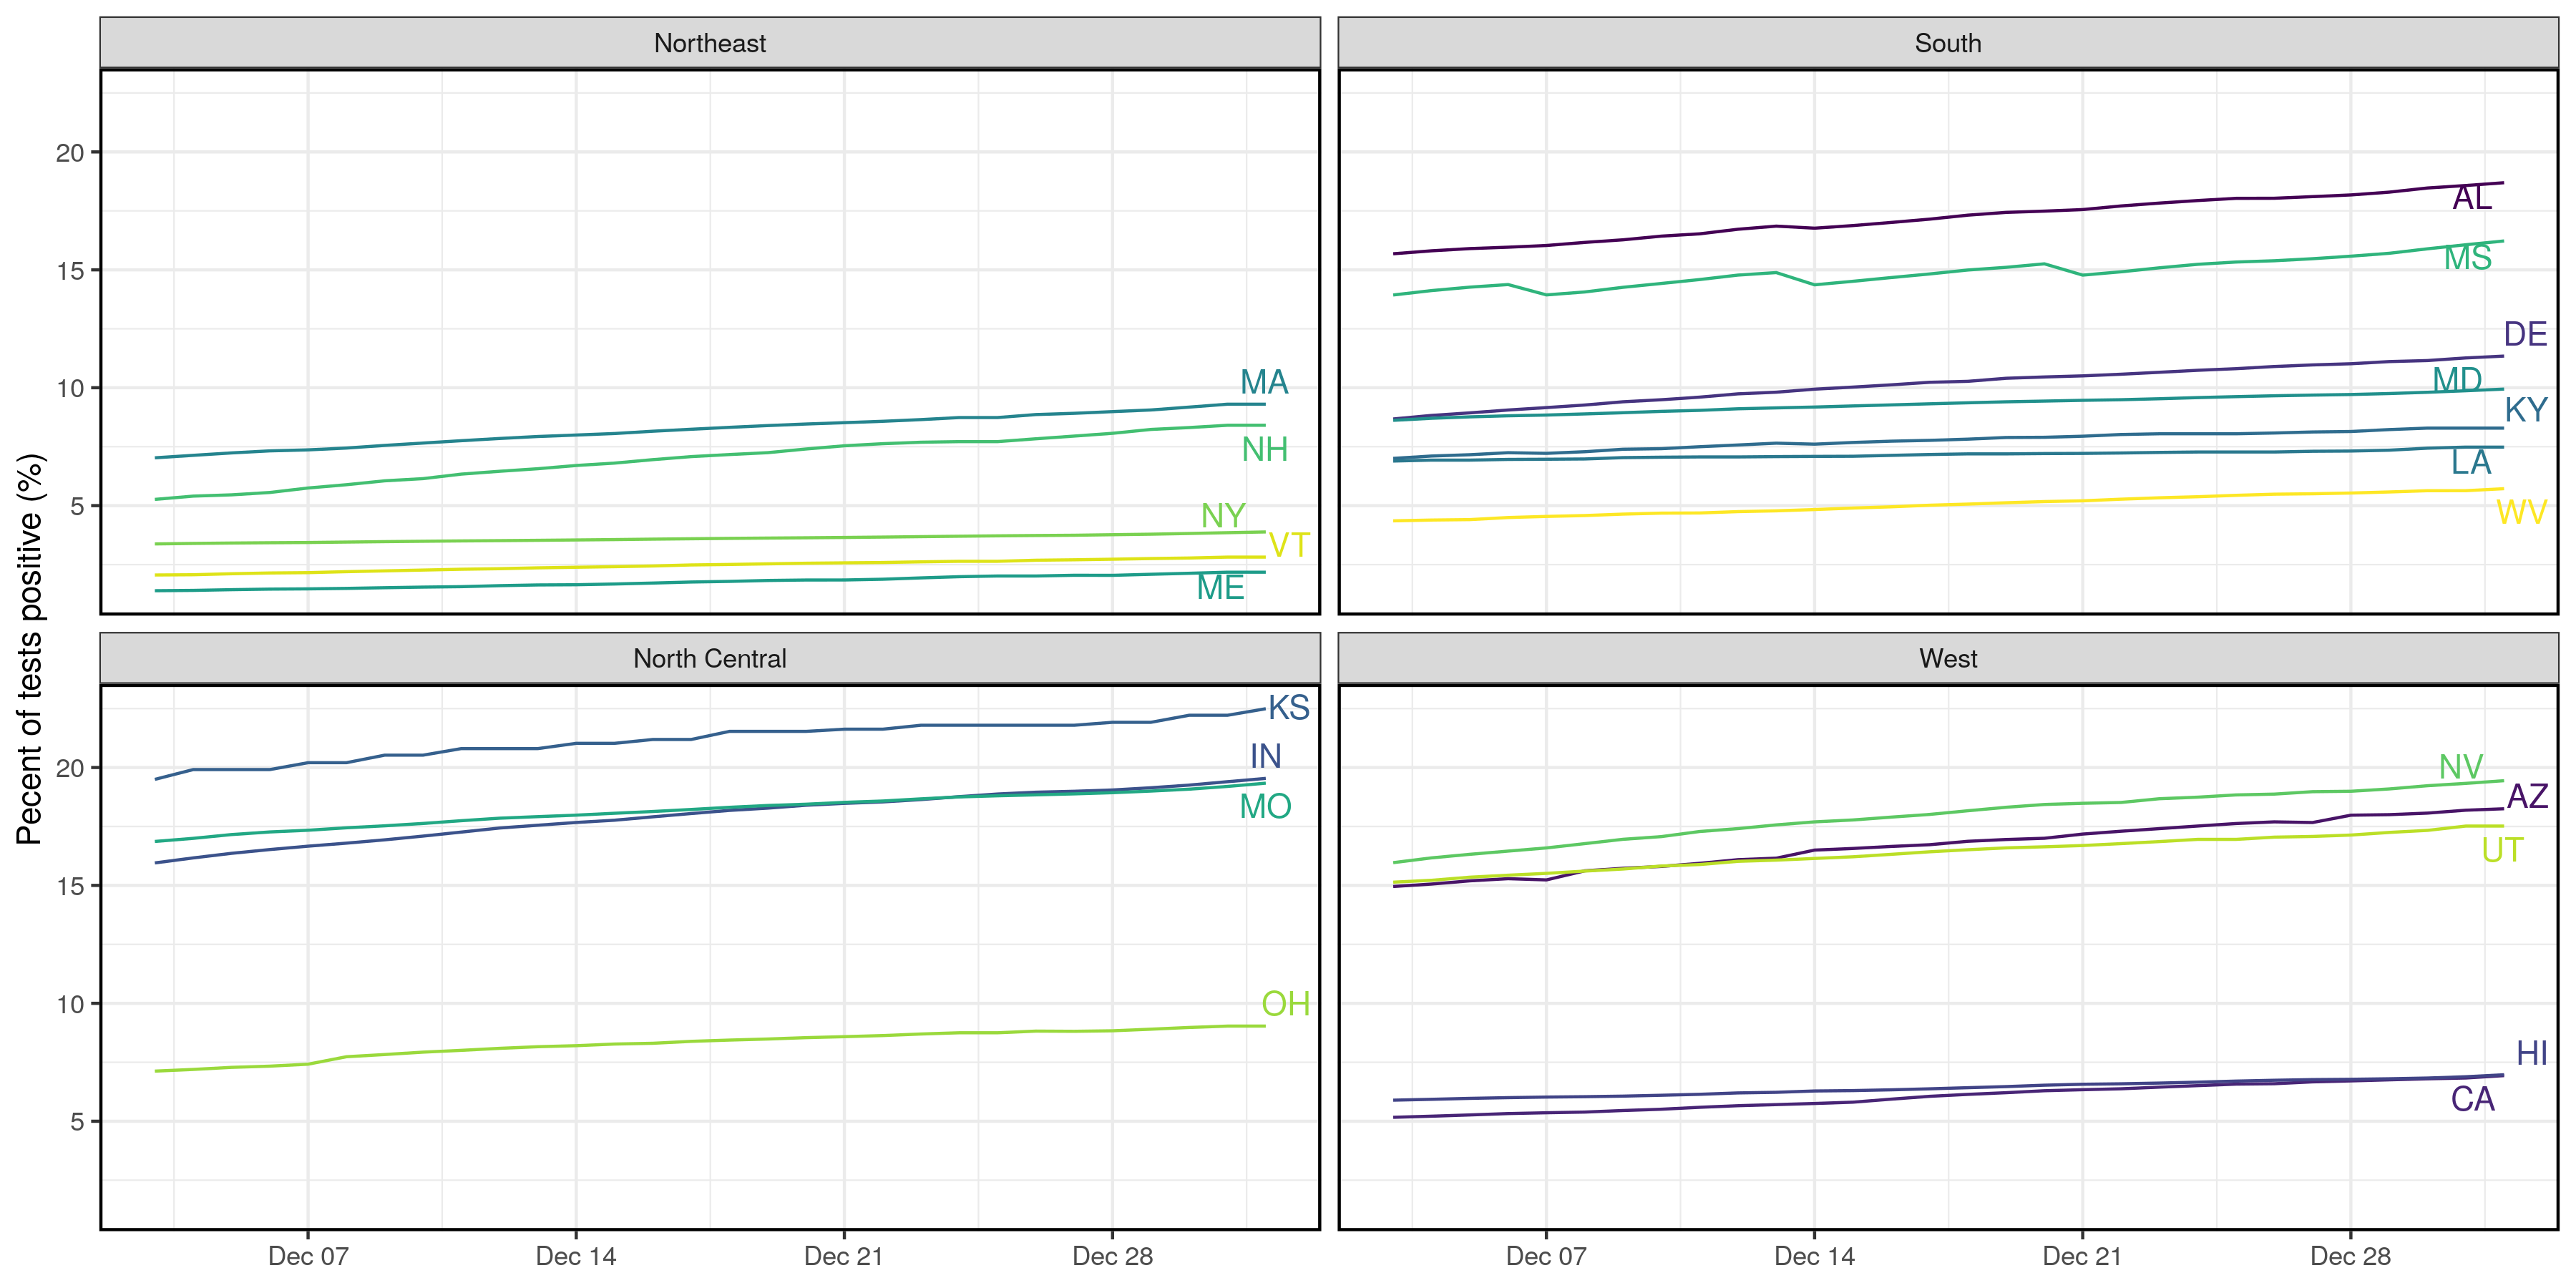 Pecent of tests positive (%)
Northeast
20
15
10
5
MA
NH
NY
VT
ME
South
AL
MS
DE
MD
KY
LA
WV
North Central
20
15
10
5
KS
IN
MO
OH
Dec 07 Dec 14 Dec 21 Dec 28
West
NV
AZ
UT
HI
CA
Dec 07 Dec 14 Dec 21 Dec 28